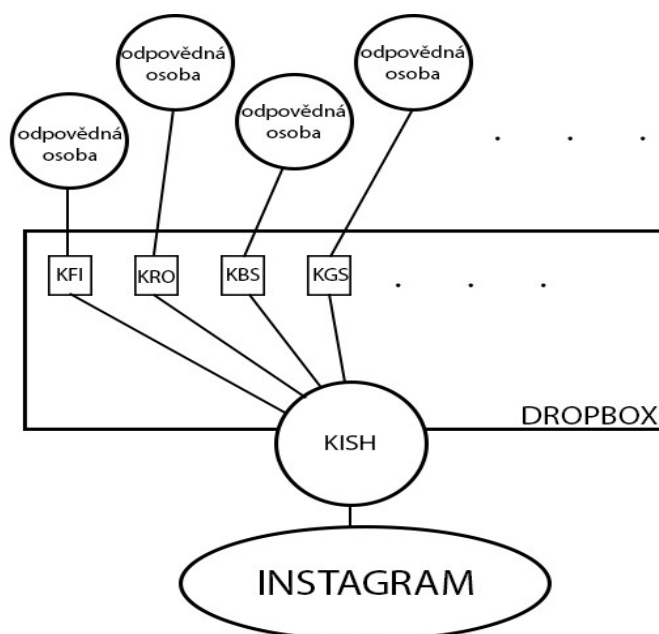 odpovědná
osoba
odpovědná
osoba
odpovědná
osoba
odpovědná
osoba
. . .
KFI
KRO
KBS
KGS
. . .
DROPBOX
KISH
INSTAGRAM